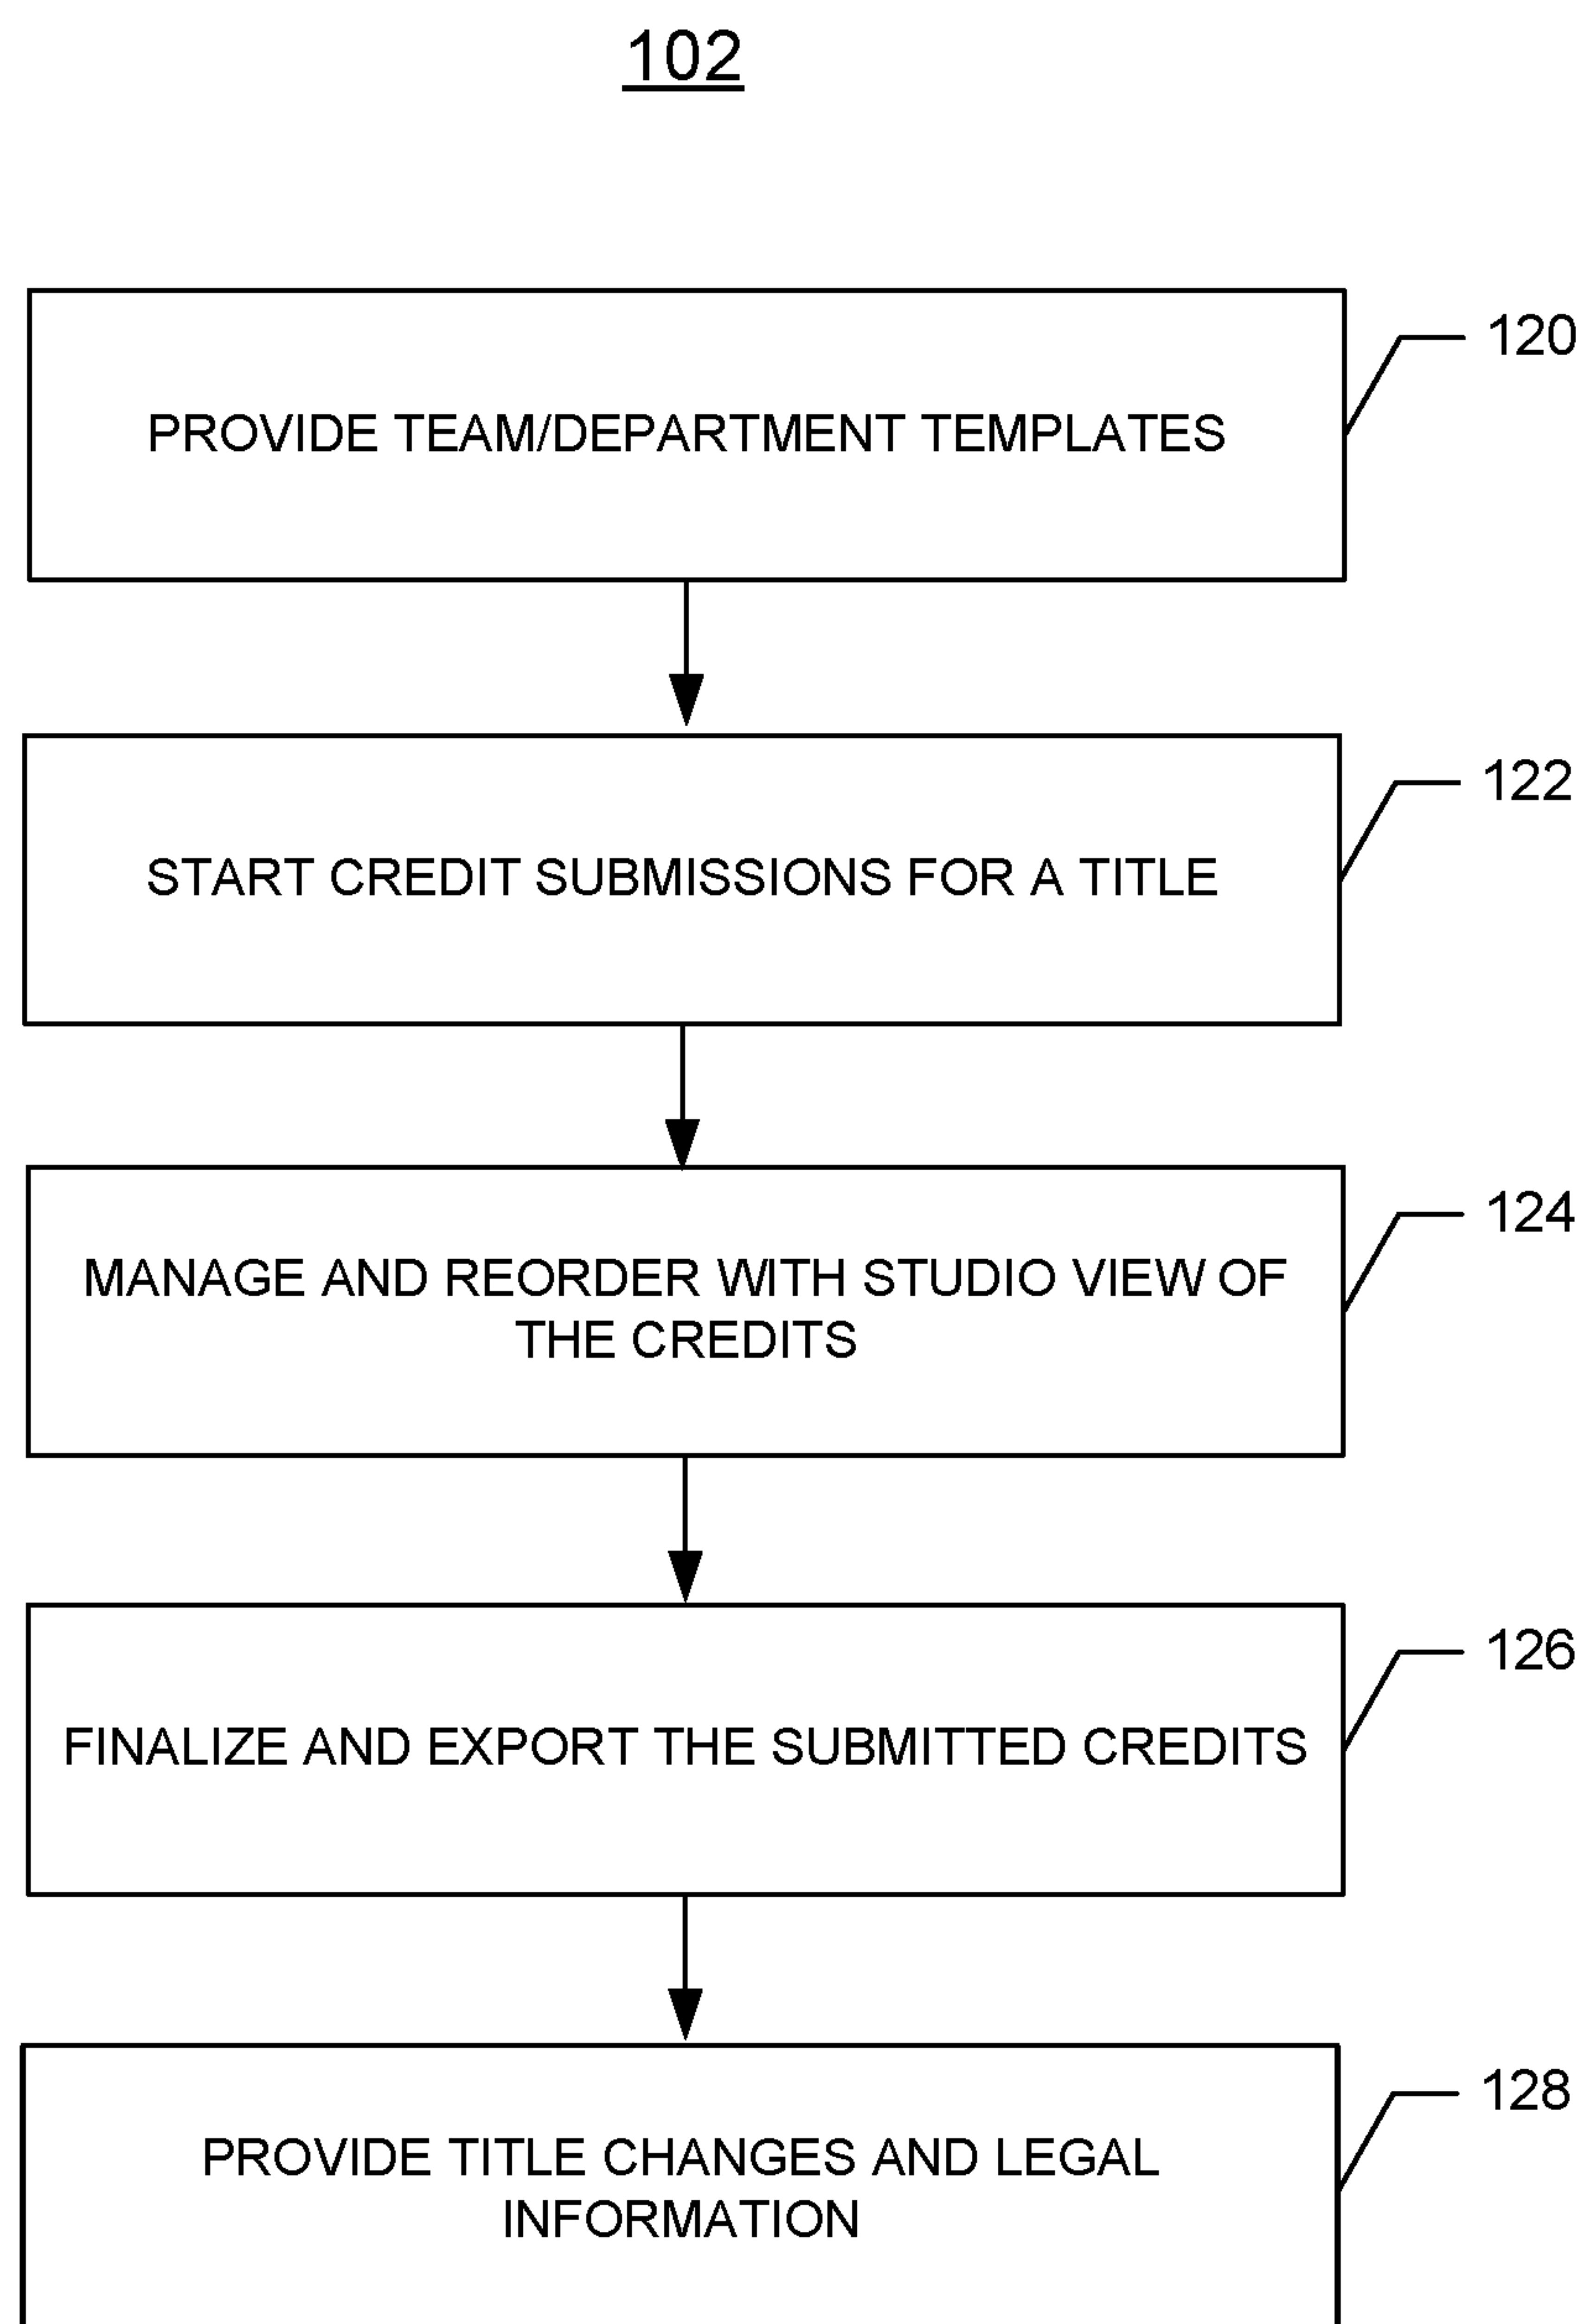 102
120
PROVIDE TEAM/DEPARTMENT TEMPLATES
122
START CREDIT SUBMISSIONS FOR A TITLE
124
MANAGE AND REORDER WITH STUDIO VIEW OF
THE CREDITS
126
FINALIZE AND EXPORT THE SUBMITTED CREDITS
128
PROVIDE TITLE CHANGES AND LEGAL
INFORMATION